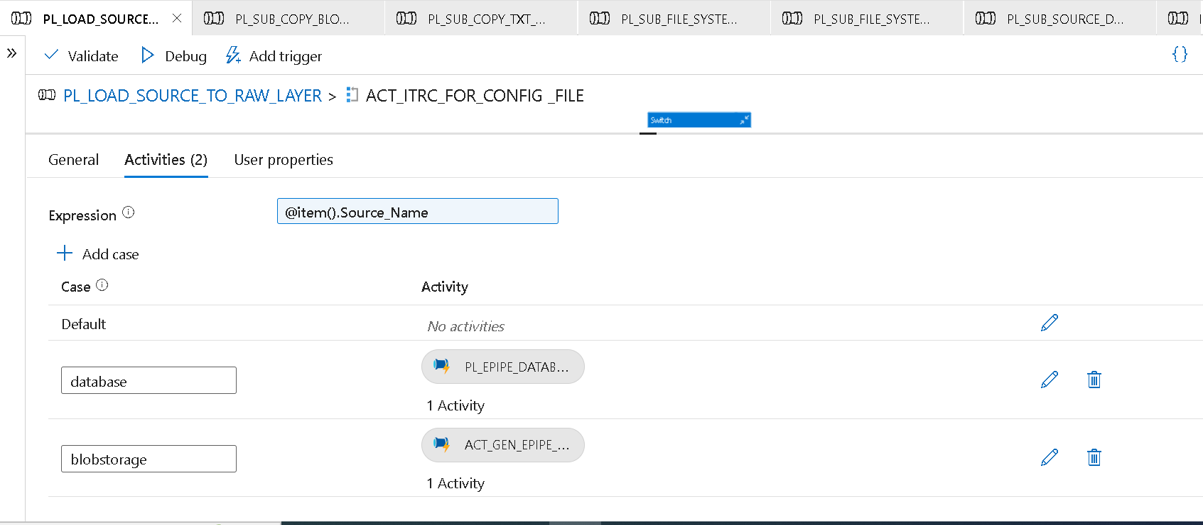 PL_LOAD_SOURCE...
PL_SUB_COPY_BLO...
PL_SUB_COPY_TXT_...
PL_SUB_FILE_SYSTE...
PL_SUB_FILE_SYSTE...
PL_SUB_SOURCE_D...
Validate
Debug
Add trigger
PL_LOAD_SOURCE_TO_RAW_LAYER > ACT_ITRC_FOR_CONFIG _FILE
Switch
General
Activities (2)
User properties
Expression
@item().Source_Name
Add case
Case
Activity
Default
No activities
database
PL_EPIPE_DATAB...
1 Activity
blobstorage
ACT_GEN_EPIPE_...
1 Activity